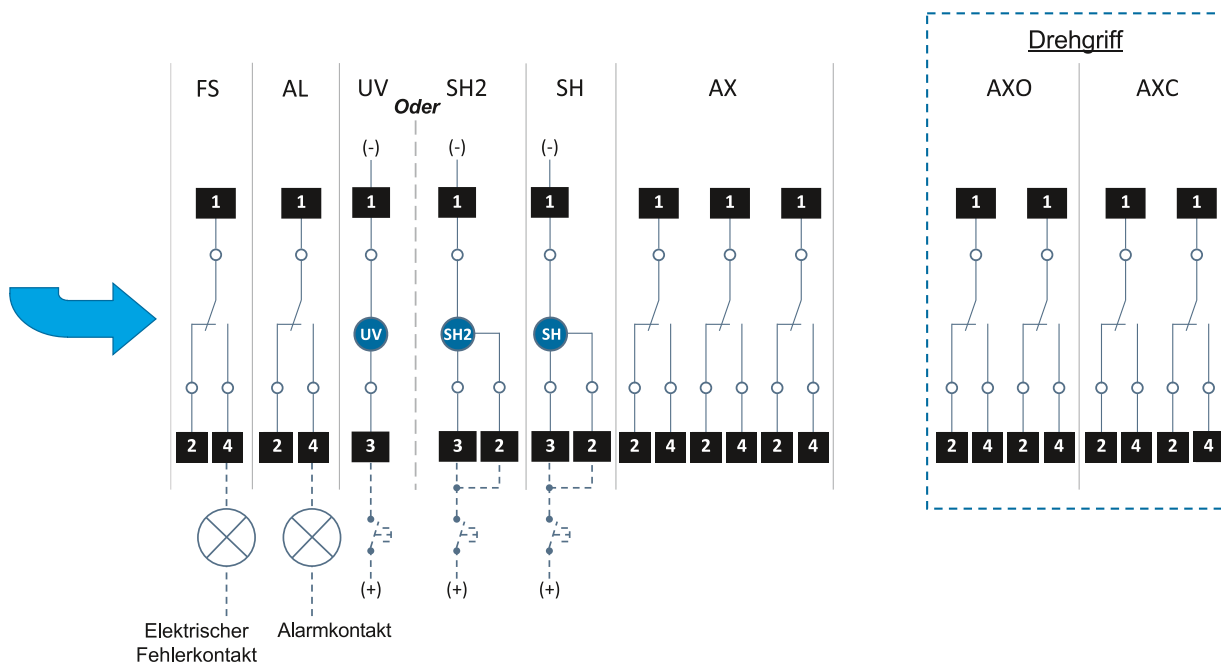 Drehgriff
FS AL UV SH2 SH AX AXO AXC
Oder
(-) (-) (-)
1 1 1 1 1 1 1 1 1 1 1 1
UV SH2 SH
2 4 2 4 3 3 2 3 2 2 4 2 4 2 4 2 4 2 4 2 4 2 4
(+) (+) (+)
Elektrischer Alarmkontakt
Fehlerkontakt